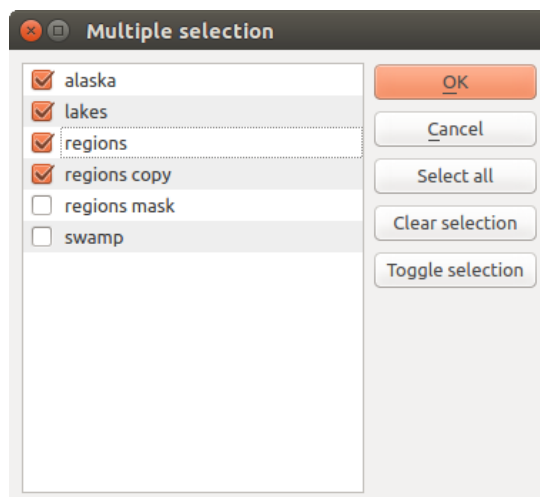 Multiple selection
alaska
lakes
regions
regions copy
regions mask
swamp
OK
Cancel
Select all
Clear selection
Toggle selection